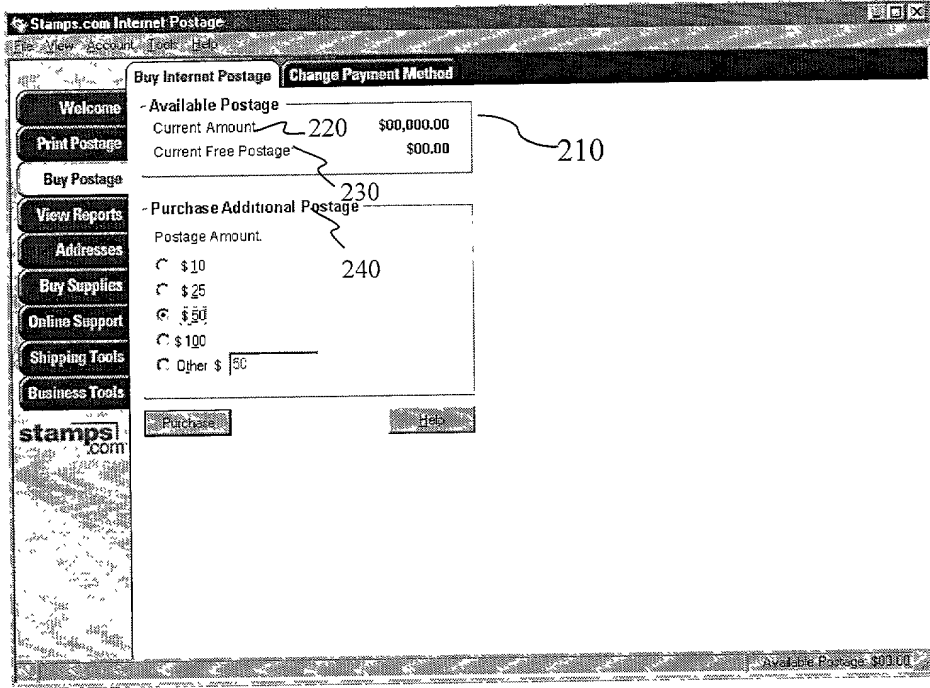 Stamps.com Internet Postage
File View Account Tools Help
Buy Internet Postage Change Payment Method
Welcome
Print Postage
Buy Postage
View Reports
Addresses
Buy Supplies
Online Support
Shipping Tools
Business Tools
stamps
.com
Available Postage
Current Amount 220 $00,000.00
210
Current Free Postage $00.00
230
Purchase Additional Postage
Postage Amount.
240
$10
$25
$50
$100
Other $ 50
Purchase Help
Available Postage: $00.00